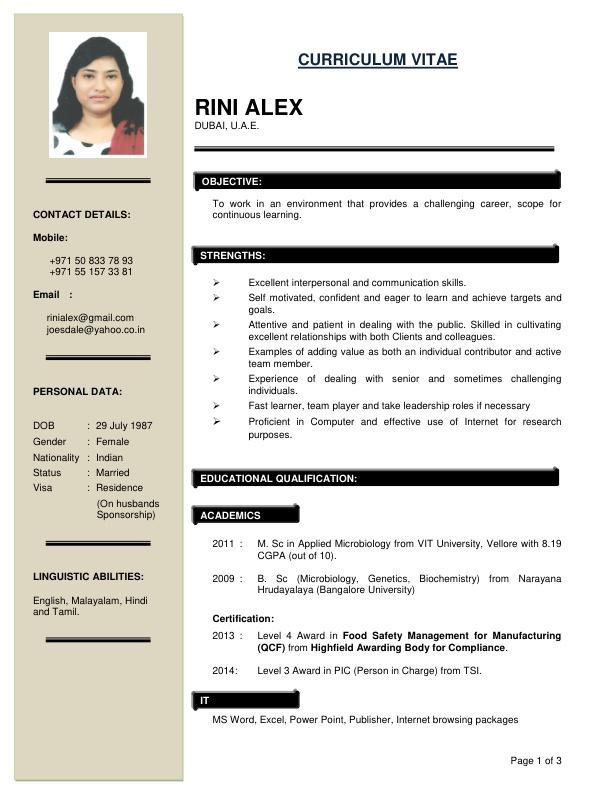 CURRICULUM VITAE
RINI ALEX
DUBAI, U.A.E.
CONTACT DETAILS:
Mobile:
+971 50 833 78 93
+971 55 157 33 81
Email :
rinialex@gmail.com
joesdale@yahoo.co.in
PERSONAL DATA:
DOB : 29 July 1987
Gender : Female
Nationality : Indian
Status : Married
Visa : Residence
(On husbands
Sponsorship)
LINGUISTIC ABILITIES:
English, Malayalam, Hindi
and Tamil.
OBJECTIVE:
To work in an environment that provides a challenging career, scope for
continuous learning.
STRENGTHS:
➢ Excellent interpersonal and communication skills.
➢ Self motivated, confident and eager to learn and achieve targets and
goals.
➢ Attentive and patient in dealing with the public. Skilled in cultivating
excellent relationships with both Clients and colleagues.
➢ Examples of adding value as both an individual contributor and active
team member.
➢ Experience of dealing with senior and sometimes challenging
individuals.
➢ Fast learner, team player and take leadership roles if necessary
➢ Proficient in Computer and effective use of Internet for research
purposes.
EDUCATIONAL QUALIFICATION:
ACADEMICS
2011 : M. Sc in Applied Microbiology from VIT University, Vellore with 8.19
CGPA (out of 10).
2009 : B. Sc (Microbiology, Genetics, Biochemistry) from Narayana
Hrudayalaya (Bangalore University)
Certification:
2013 : Level 4 Award in Food Safety Management for Manufacturing
(QCF) from Highfield Awarding Body for Compliance.
2014: Level 3 Award in PIC (Person in Charge) from TSI.
IT
MS Word, Excel, Power Point, Publisher, Internet browsing packages
Page 1 of 3